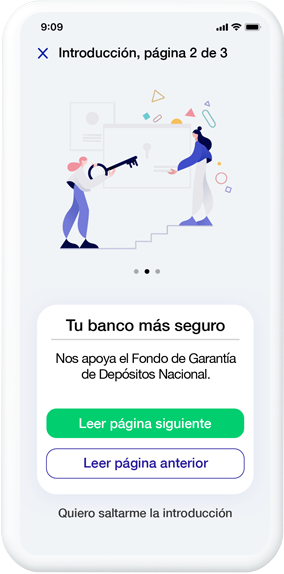 9:09
Introducción, página 2 de 3
Tu banco más seguro
Nos apoya el Fondo de Garantía
de Depósitos Nacional.
Leer página siguiente
Leer página anterior
Quiero saltarme la introducción